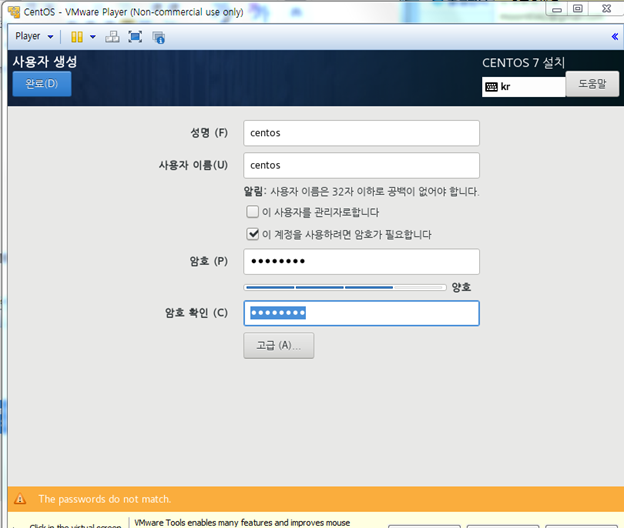 CentOS - VMware Player (Non-commercial use only)
Player
사용자 생성
CENTOS 7 설치
완료(D)
kr
도움말
성명 (F)
centos
사용자 이름(U)
centos
알림: 사용자 이름은 32자 이하로 공백이 없어야 합니다.
이 사용자를 관리자로합니다
이 계정을 사용하려면 암호가 필요합니다
암호 (P)
●●●●●●●●
양호
암호 확인 (C)
●●●●●●●●
고급 (A)...
The passwords do not match.
Click in the virtual screen
VMware Tools enables many features and improves mouse